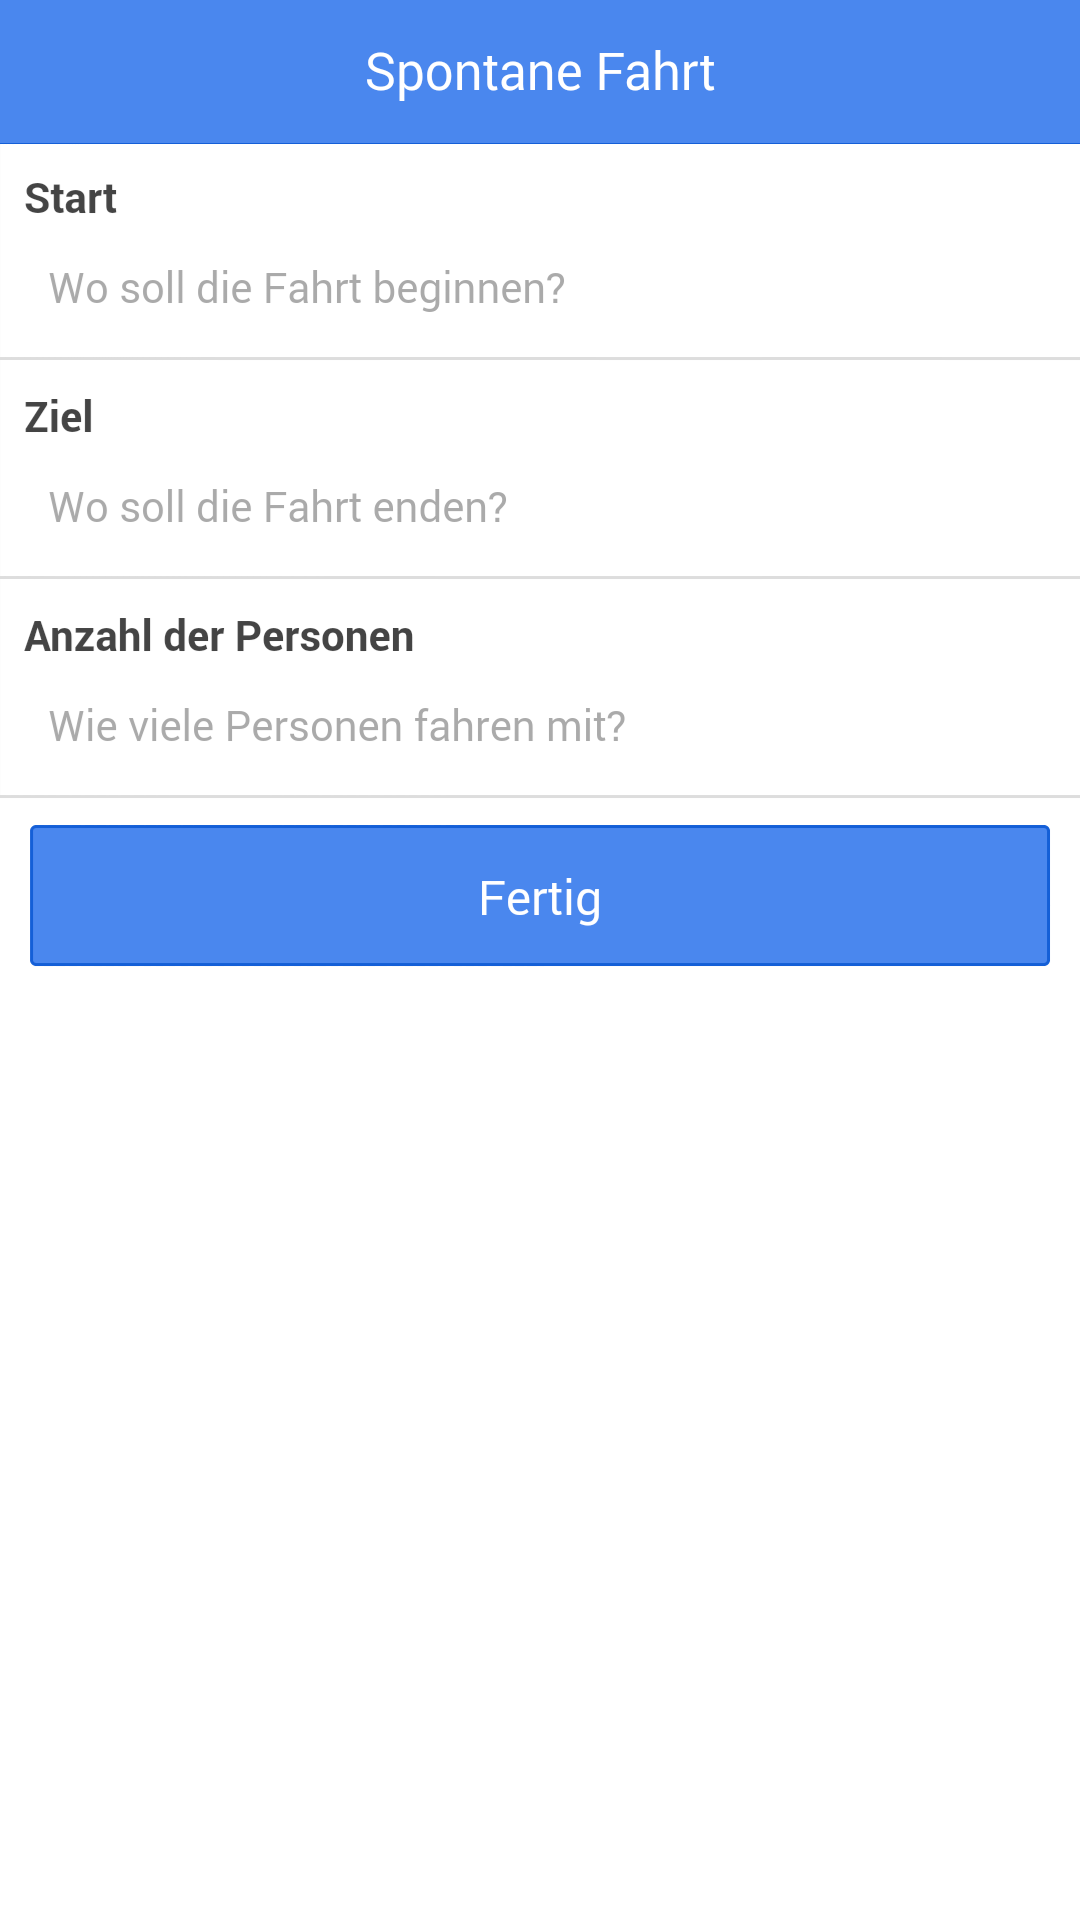 Spontane Fahrt
Start
Wo soll die Fahrt beginnen?
Ziel
Wo soll die Fahrt enden?
Anzahl der Personen
Wie viele Personen fahren mit?
Fertig